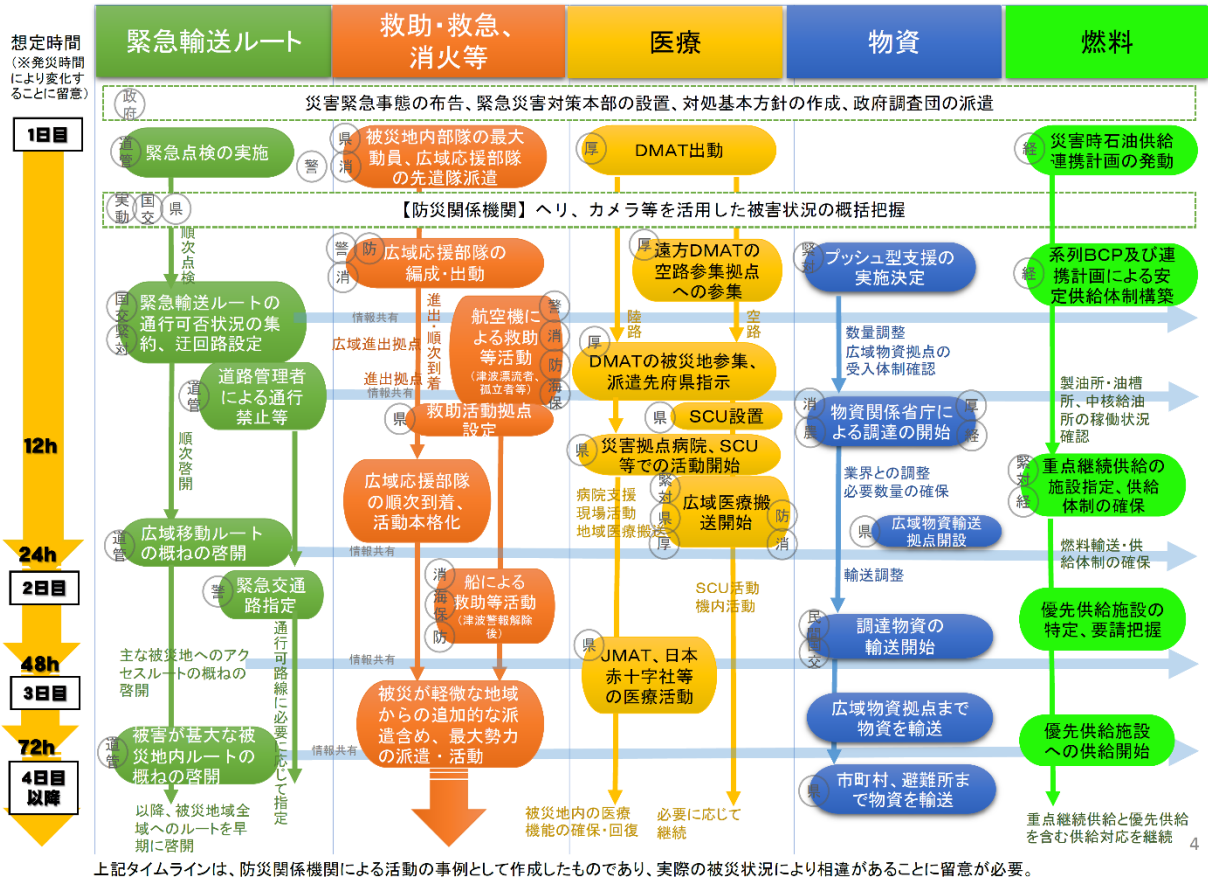 想定時間
(※発災時間
により変化す
ることに留意)
緊急輸送ルート
救助・救急、
消火等
医療
物資
燃料
政府
災害緊急事態の布告、緊急災害対策本部の設置、対処基本方針の作成、政府調査団の派遣
1日目
道管
緊急点検の実施
県
警
消
被災地内部隊の最大
動員、広域応援部隊
の先遣隊派遣
厚
DMAT出動
経
災害時石油供給
連携計画の発動
実動
国交
県
【防災関係機関】ヘリ、カメラ等を活用した被害状況の概括把握
順次点検
警
防
消
広域応援部隊の
編成・出動
厚
遠方DMATの
空路参集拠点
への参集
緊対
プッシュ型支援の
実施決定
経
系列BCP及び連
携計画による安
定供給体制構築
国交
緊対
緊急輸送ルートの
通行可否状況の集
約、迂回路設定
情報共有
進出・順次到着
広域進出拠点
進出拠点
航空機に
よる救助
等活動
(津波漂流者、
孤立者等)
警
消
防
海保
陸路
空路
厚
DMATの被災地参集、
派遣先府県指示
数量調整
広域物資拠点の
受入体制確認
道管
道路管理者
による通行
禁止等
情報共有
製油所・油槽
所、中核給油
所の稼働状況
確認
県
救助活動拠点
設定
県
SCU設置
消
農
厚
経
物資関係省庁に
よる調達の開始
12h
順次啓開
県
災害拠点病院、SCU
等での活動開始
広域応援部隊
の順次到着、
活動本格化
病院支援
現場活動
地域医療搬送
緊対
県
厚
防
消
広域医療搬
送開始
業界との調整
必要数量の確保
緊対
経
重点継続供給の
施設指定、供給
体制の確保
県
広域物資輸送
拠点開設
24h
道管
広域移動ルート
の概ねの啓開
情報共有
燃料輸送・供
給体制の確保
2日目
警
緊急交通
路指定
消
海保
防
船による
救助等活動
(津波警報解除
後)
SCU活動
機内活動
輸送調整
優先供給施設の
特定、要請把握
民間
国交
調達物資の
輸送開始
48h
主な被災地へのアク
セスルートの概ねの
啓開
通行可路線に必要に応じて指定
情報共有
県
JMAT、日本
赤十字社等
の医療活動
3日目
被災が軽微な地域
からの追加的な派
遣含め、最大勢力
の派遣・活動
広域物資拠点まで
物資を輸送
優先供給施設
への供給開始
72h
道管
被害が甚大な被
災地内ルートの
概ねの啓開
情報共有
4日目
以降
県
市町村、避難所ま
で物資を輸送
以降、被災地域全
域へのルートを早
期に啓開
被災地内の医療
機能の確保・回復
必要に応じて
継続
重点継続供給と優先供給
を含む供給対応を継続
4
上記タイムラインは、防災関係機関による活動の事例として作成したものであり、実際の被災状況により相違があることに留意が必要。